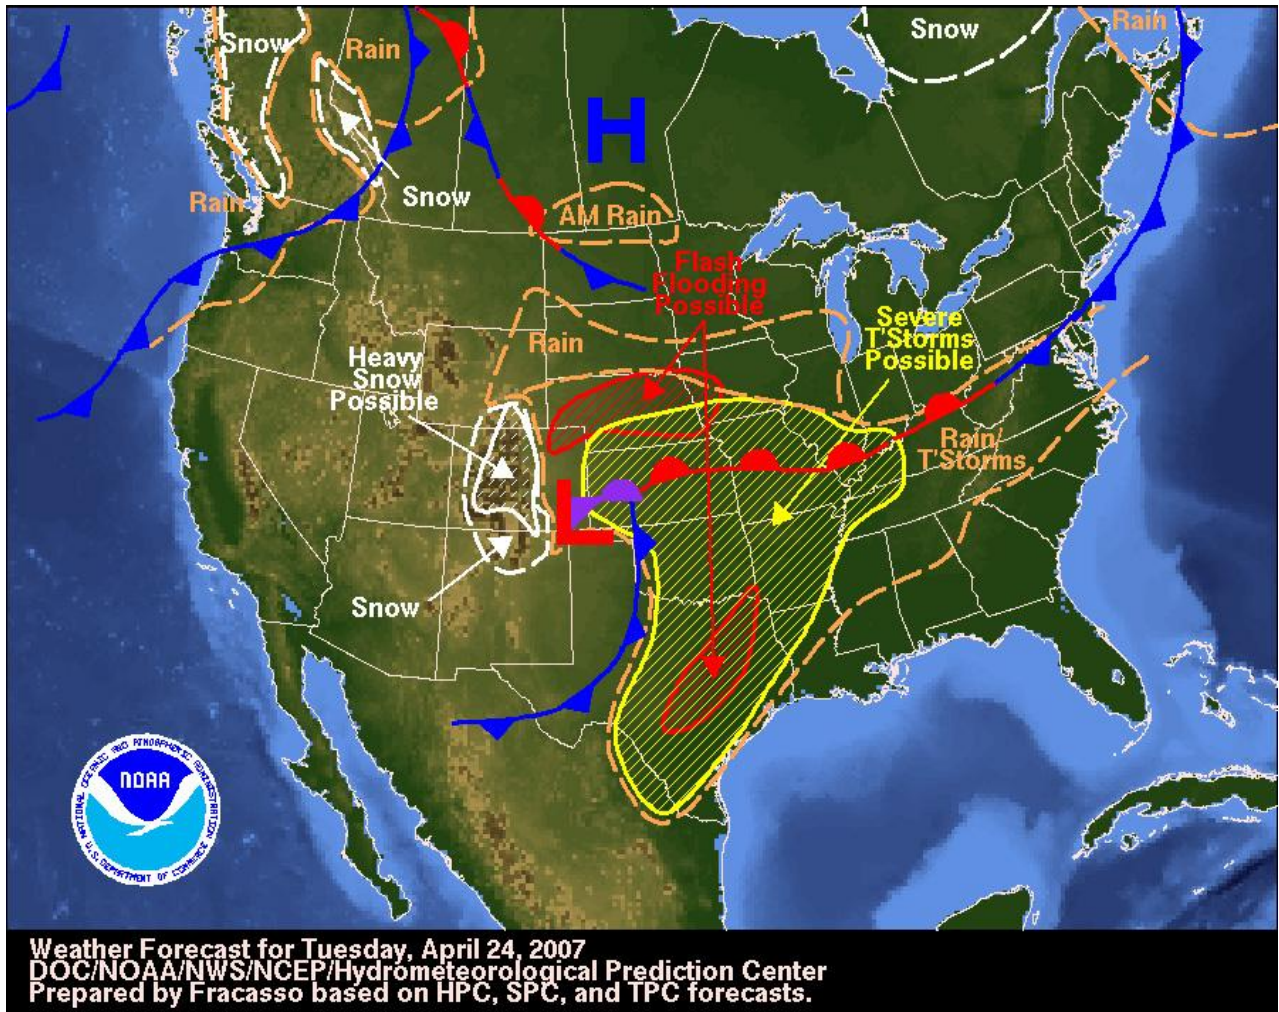 Snow
Rain
Snow
Rain
H
Snow
Rain
AM Rain
Flash
Flooding
Possible
Rain
Severe
T'Storms
Possible
Heavy
Snow
Possible
Rain/
T'Storms
L
Snow
NATIONAL OCEANIC AND ATMOSPHERIC ADMINISTRATION
NOAA
U.S. DEPARTMENT OF COMMERCE
Weather Forecast for Tuesday, April 24, 2007
DOC/NOAA/NWS/NCEP/Hydrometeorological Prediction Center
Prepared by Fracasso based on HPC, SPC, and TPC forecasts.